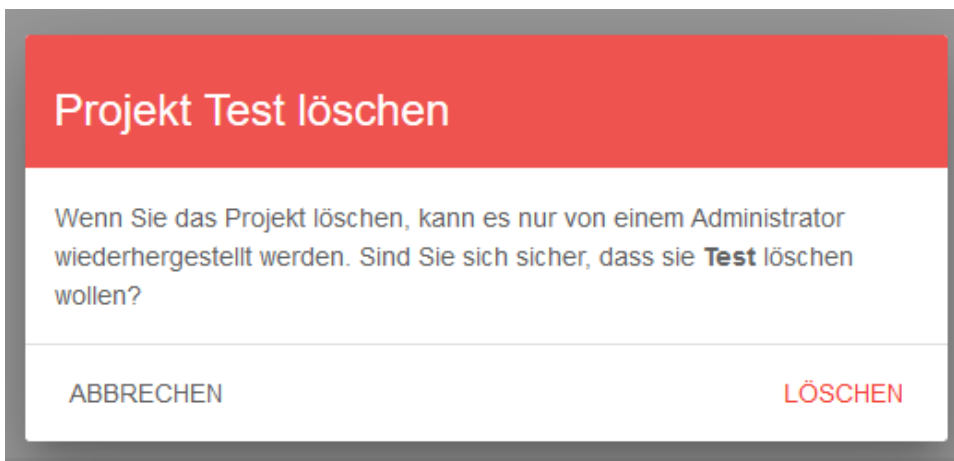 Projekt Test löschen
Wenn Sie das Projekt löschen, kann es nur von einem Administrator
wiederhergestellt werden. Sind Sie sich sicher, dass sie Test löschen
wollen?
ABBRECHEN
LÖSCHEN